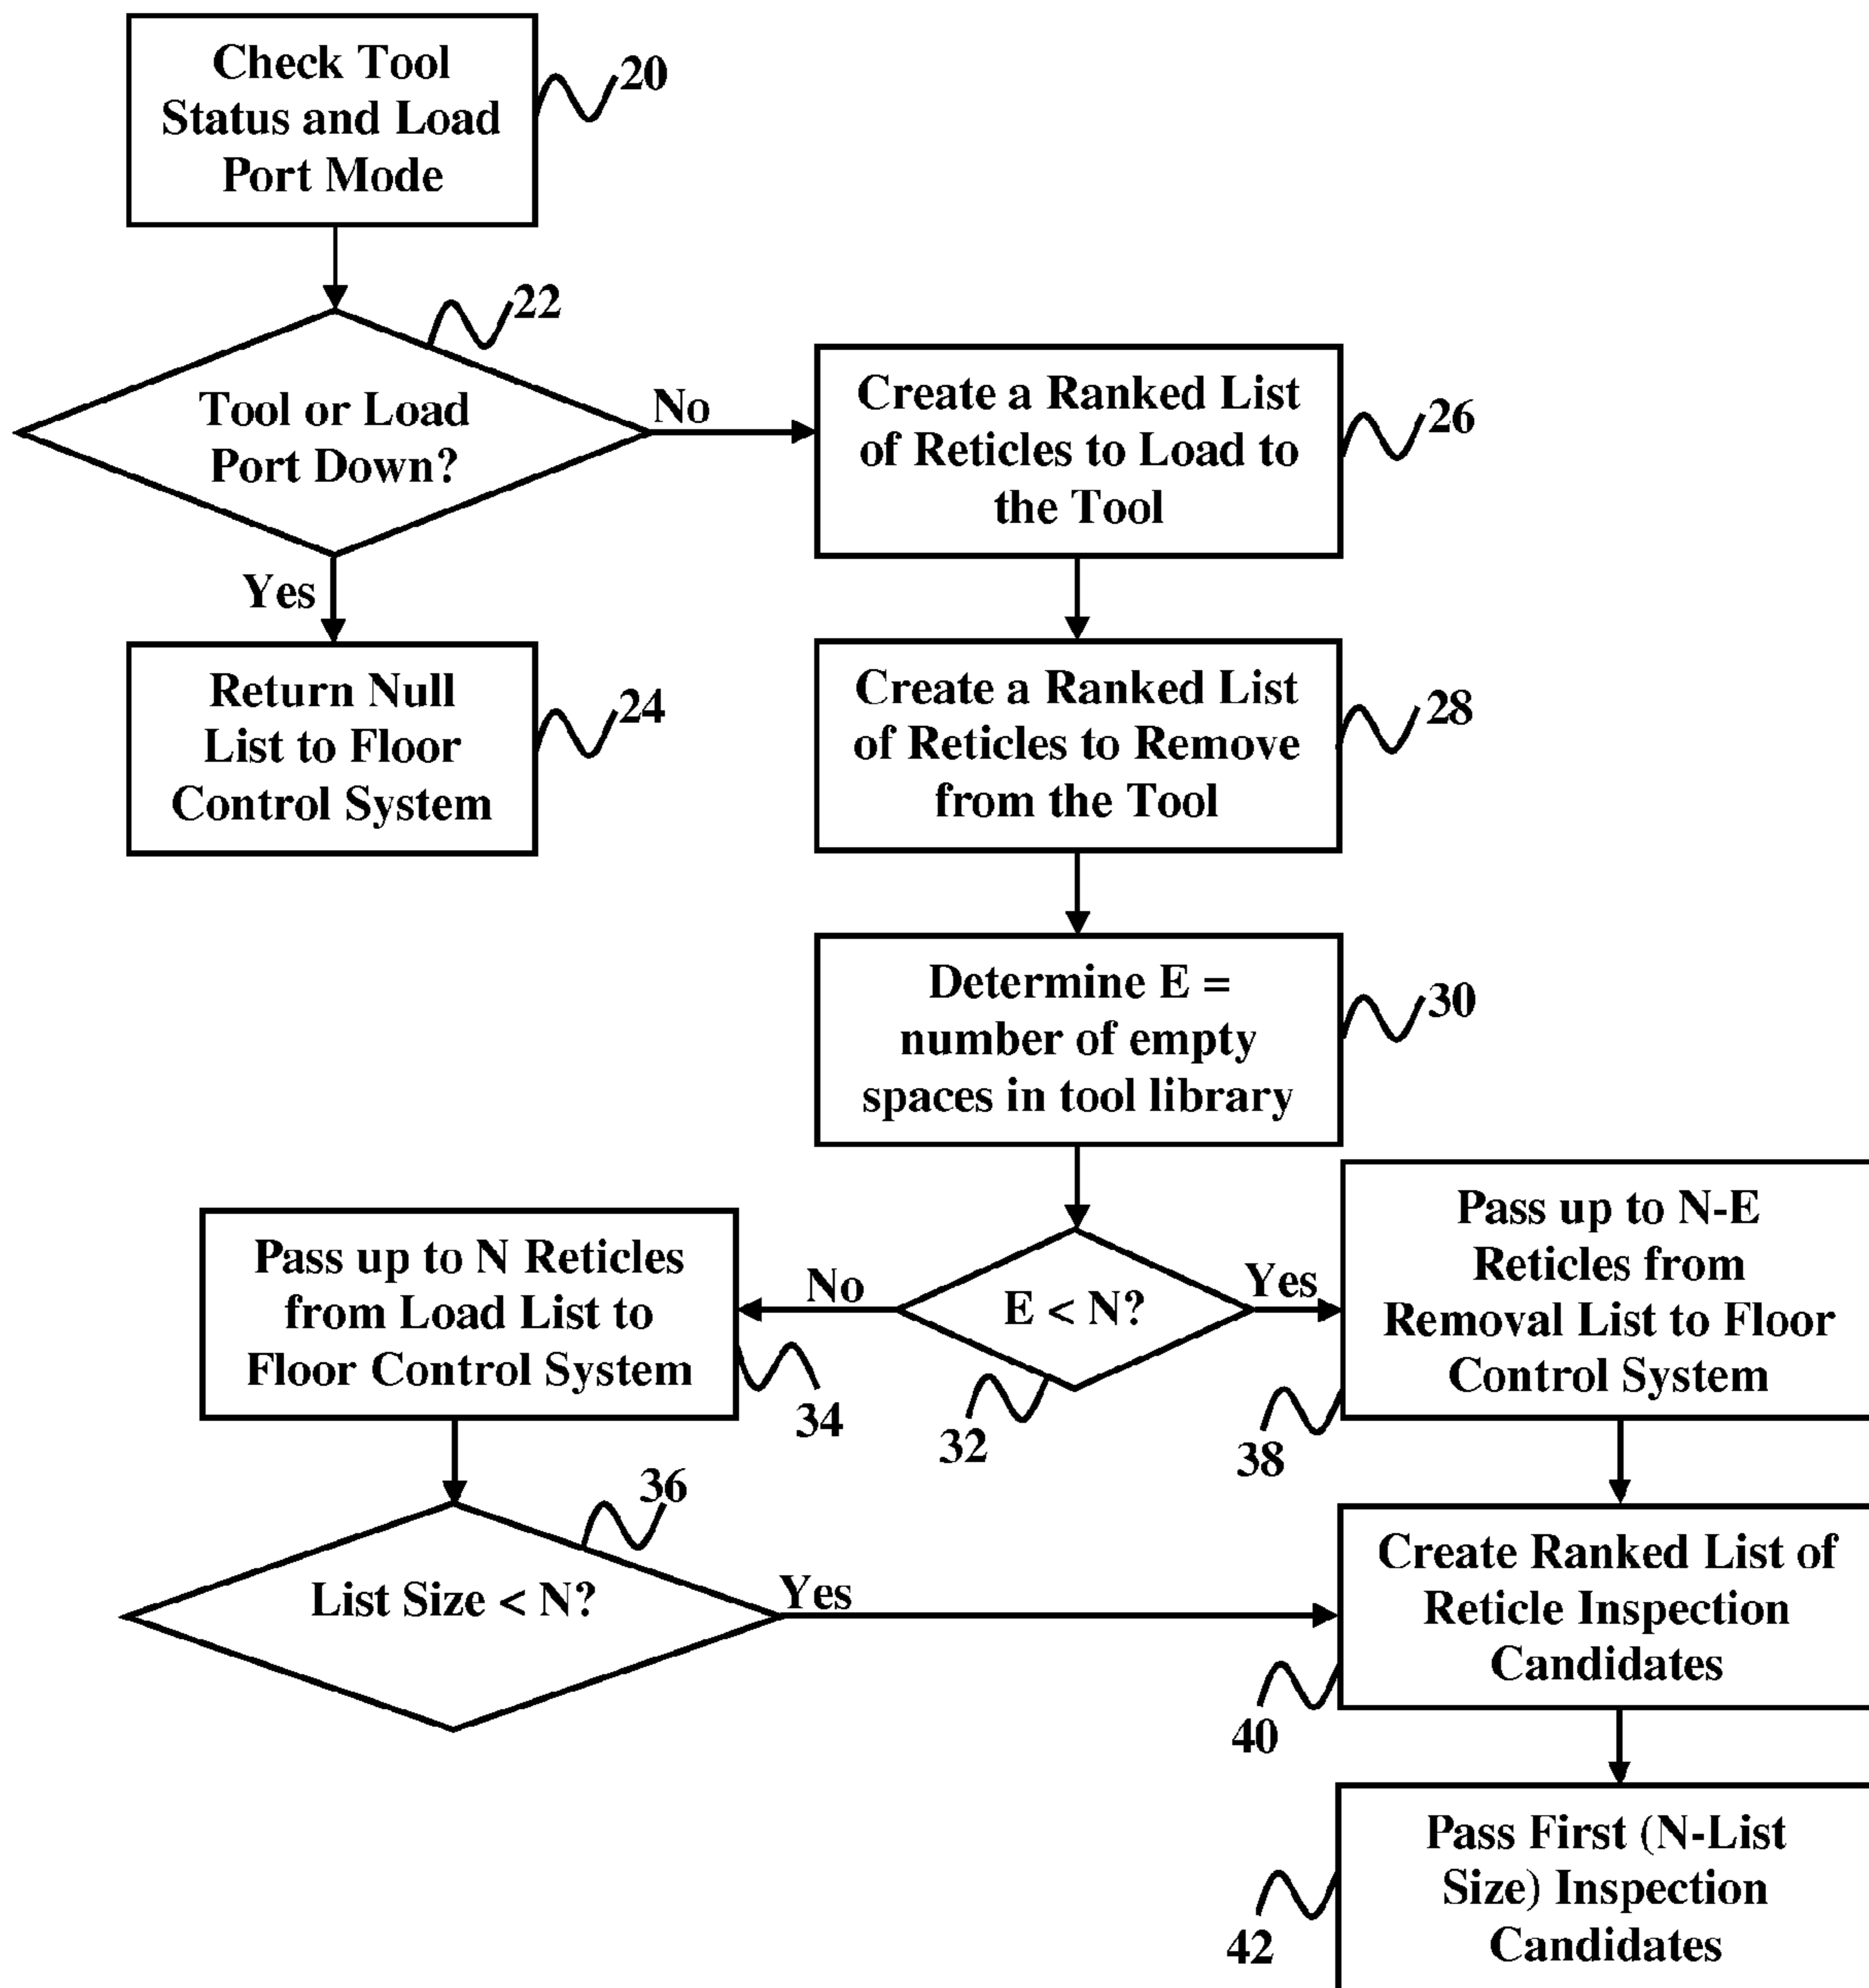 Check Tool
Status and Load
Port Mode
20
22
Tool or Load
Port Down?
No
Yes
Return Null
List to Floor
Control System
24
Create a Ranked List
of Reticles to Load to
the Tool
26
Create a Ranked List
of Reticles to Remove
from the Tool
28
Determine E =
number of empty
spaces in tool library
30
E < N?
32
No
Yes
Pass up to N Reticles
from Load List to
Floor Control System
34
36
List Size < N?
Yes
Pass up to N-E
Reticles from
Removal List to Floor
Control System
38
Create Ranked List of
Reticle Inspection
Candidates
40
Pass First (N-List
Size) Inspection
Candidates
42